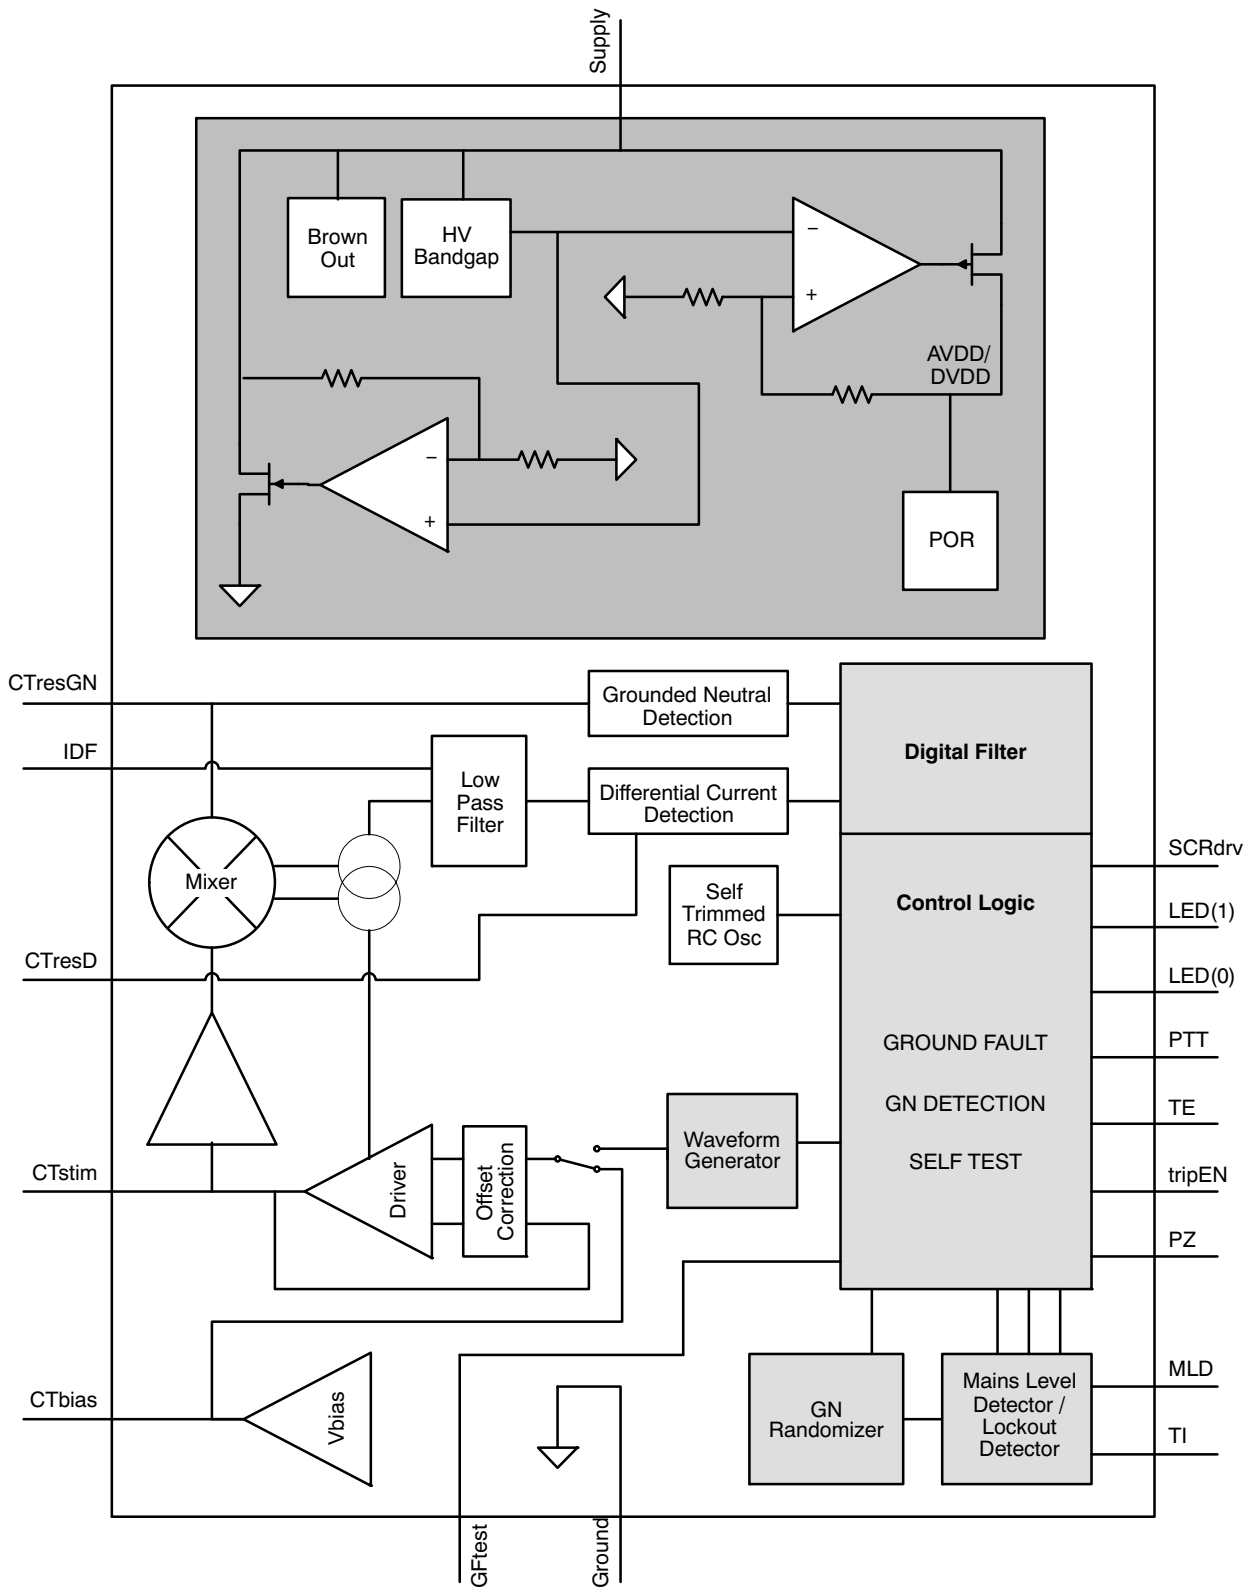 Supply
Brown
Out
HV
Bandgap
−
+
AVDD/
DVDD
−
+
POR
CTresGN
Grounded Neutral
Detection
IDF
Low
Pass
Filter
Differential Current
Detection
Digital Filter
Mixer
Self
Trimmed
RC Osc
Control Logic
SCRdrv
LED(1)
CTresD
LED(0)
GROUND FAULT
PTT
GN DETECTION
TE
Waveform
Generator
SELF TEST
CTstim
Driver
Offset
Correction
tripEN
PZ
CTbias
Vbias
GN
Randomizer
Mains Level
Detector /
Lockout
Detector
MLD
TI
GFtest
Ground